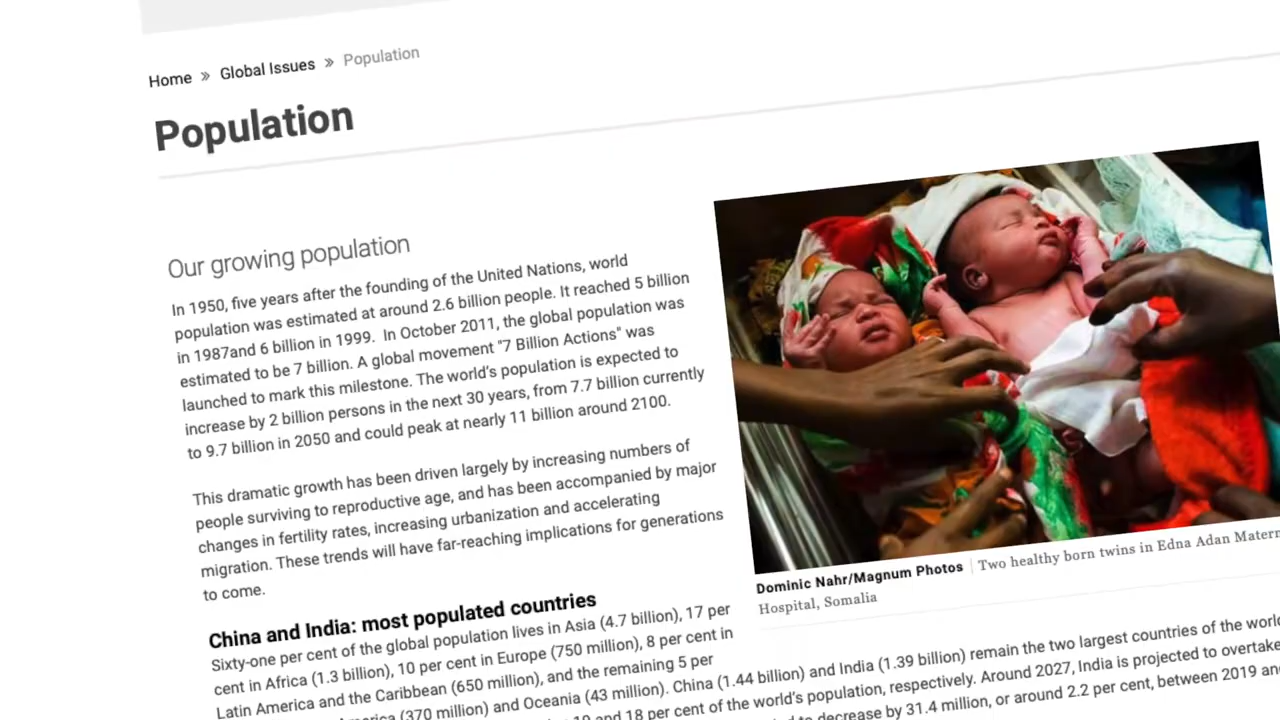 Home » Global Issues » Population
Population
Our growing population
In 1950, five years after the founding of the United Nations, world
population was estimated at around 2.6 billion people. It reached 5 billion
in 1987and 6 billion in 1999. In October 2011, the global population was
estimated to be 7 billion. A global movement "7 Billion Actions" was
launched to mark this milestone. The world's population is expected to
increase by 2 billion persons in the next 30 years, from 7.7 billion currently
to 9.7 billion in 2050 and could peak at nearly 11 billion around 2100.
This dramatic growth has been driven largely by increasing numbers of
people surviving to reproductive age, and has been accompanied by major
changes in fertility rates, increasing urbanization and accelerating
migration. These trends will have far-reaching implications for generations
to come.
Dominic Nahr/Magnum Photos | Two healthy born twins in Edna Adan
Hospital, Somalia
China and India: most populated countries
Sixty-one per cent of the global population lives in Asia (4.7 billion), 17 per
cent in Africa (1.3 billion), 10 per cent in Europe (750 million), 8 per cent in
Latin America and the Caribbean (650 million), and the remaining 5 per
(370 million) and Oceania (43 million). China (1.44 billion) and India (1.39 billion) remain the two largest countries of the
and 18 per cent of the world's population, respectively. Around 2027, India is projected to overtake
to decrease by 31.4 million, or around 2.2 per cent, between 2019